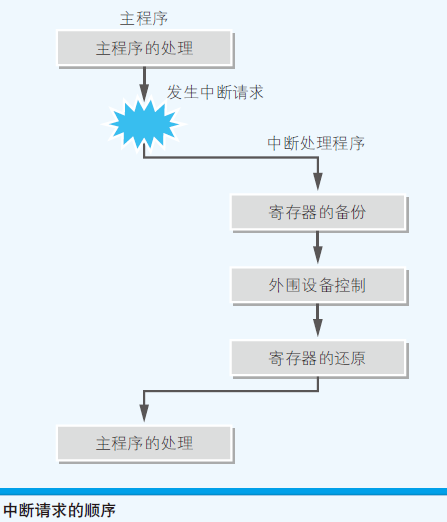 主程序
主程序的处理
发生中断请求
中断处理程序
寄存器的备份
外围设备控制
寄存器的还原
主程序的处理
中断请求的顺序